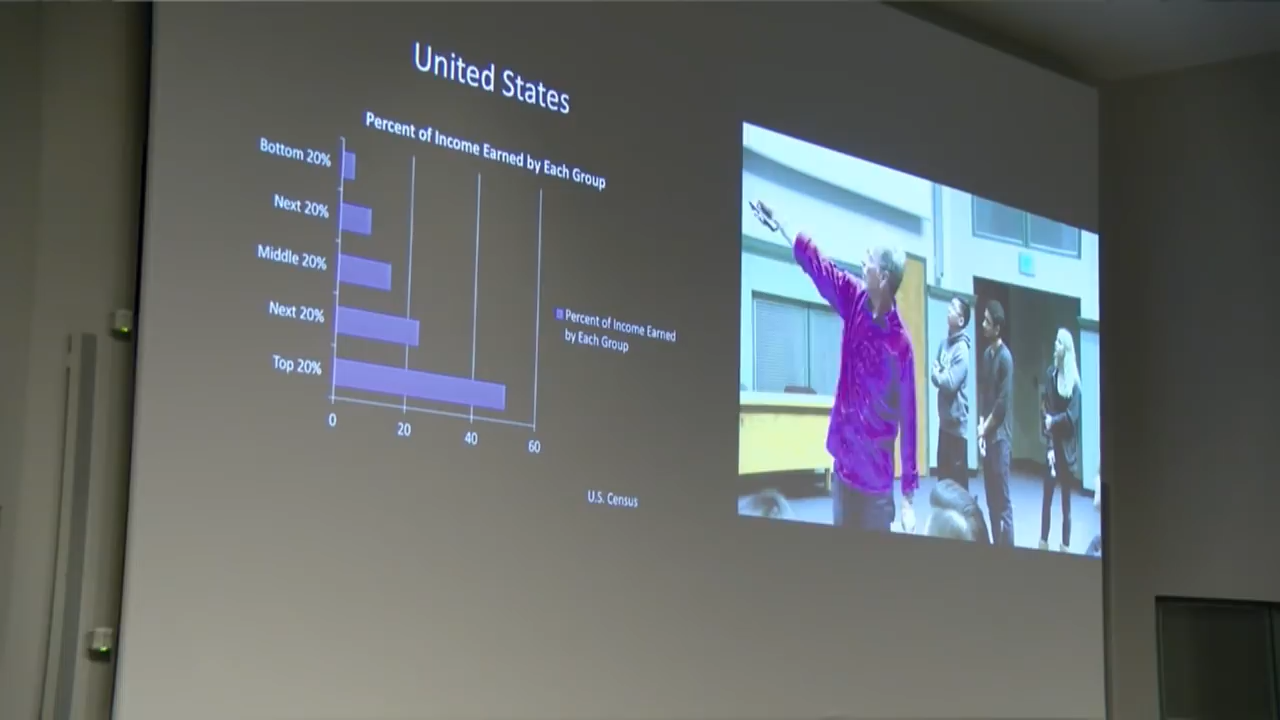 United States
Percent of Income Earned by Each Group
Bottom 20%
Next 20%
Middle 20%
Next 20%
Top 20%
0
20
40
60
Percent of Income Earned
by Each Group
U.S. Census